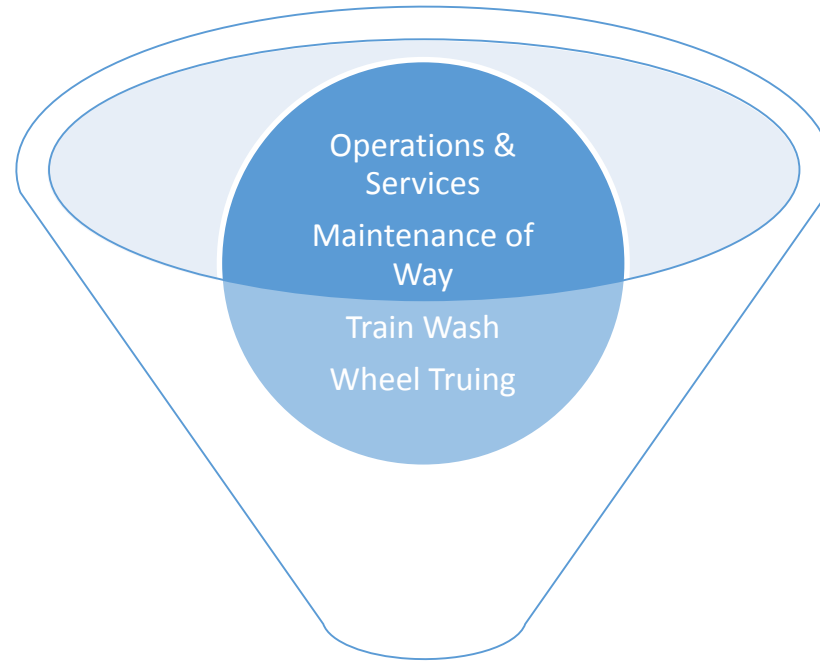 Operations &
Services
Maintenance of
Way
Train Wash
Wheel Truing